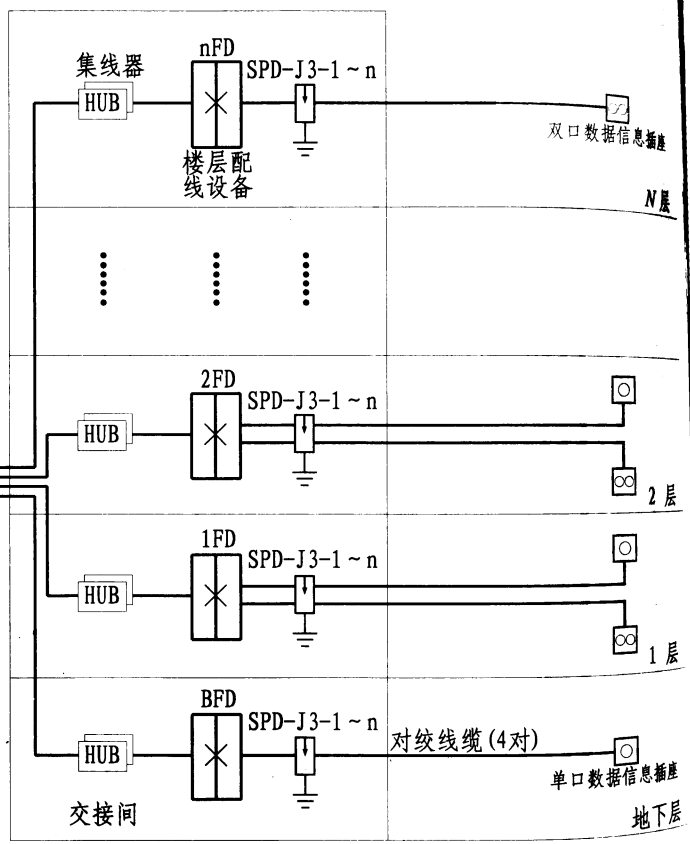 nFD
集线器
SPD-J3-1~n
HUB
双口数据信息插座
楼层配
线设备
N层
2FD
SPD-J3-1~n
HUB
2层
1FD
SPD-J3-1~n
HUB
1层
BFD
SPD-J3-1~n
对绞线缆(4对)
HUB
单口数据信息插座
交接间
地下层